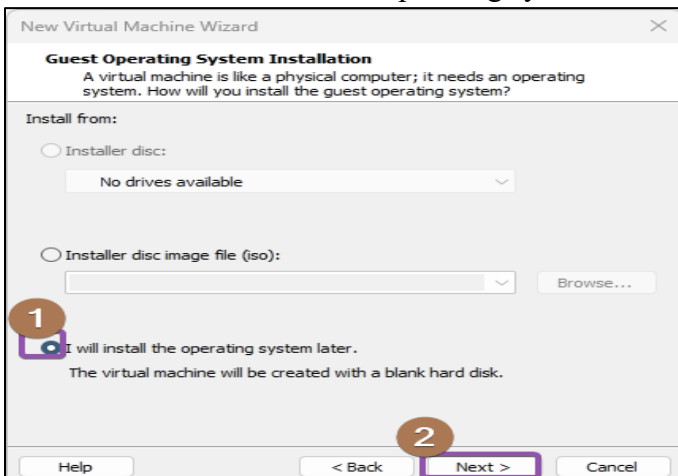 New Virtual Machine Wizard
Guest Operating System Installation
A virtual machine is like a physical computer; it needs an operating
system. How will you install the guest operating system?
Install from:
Installer disc:
No drives available
Installer disc image file (iso):
Browse...
1
I will install the operating system later.
The virtual machine will be created with a blank hard disk.
2
Help
< Back
Next >
Cancel